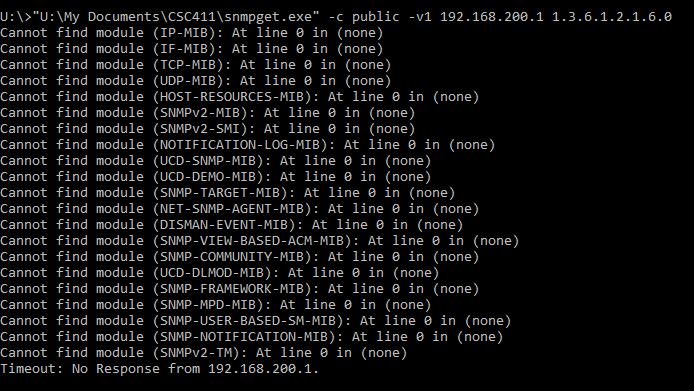 U:\>"U:\My Documents\CSC411\snmpget.exe" -c public -v1 192.168.200.1 1.3.6.1.2.1.6.0
Cannot find module (IP-MIB): At line 0 in (none)
Cannot find module (IF-MIB): At line 0 in (none)
Cannot find module (TCP-MIB): At line 0 in (none)
Cannot find module (UDP-MIB): At line 0 in (none)
Cannot find module (HOST-RESOURCES-MIB): At line 0 in (none)
Cannot find module (SNMPv2-MIB): At line 0 in (none)
Cannot find module (SNMPv2-SMI): At line 0 in (none)
Cannot find module (NOTIFICATION-LOG-MIB): At line 0 in (none)
Cannot find module (UCD-SNMP-MIB): At line 0 in (none)
Cannot find module (UCD-DEMO-MIB): At line 0 in (none)
Cannot find module (SNMP-TARGET-MIB): At line 0 in (none)
Cannot find module (NET-SNMP-AGENT-MIB): At line 0 in (none)
Cannot find module (DISMAN-EVENT-MIB): At line 0 in (none)
Cannot find module (SNMP-VIEW-BASED-ACM-MIB): At line 0 in (none)
Cannot find module (SNMP-COMMUNITY-MIB): At line 0 in (none)
Cannot find module (UCD-DLMOD-MIB): At line 0 in (none)
Cannot find module (SNMP-FRAMEWORK-MIB): At line 0 in (none)
Cannot find module (SNMP-MPD-MIB): At line 0 in (none)
Cannot find module (SNMP-USER-BASED-SM-MIB): At line 0 in (none)
Cannot find module (SNMP-NOTIFICATION-MIB): At line 0 in (none)
Cannot find module (SNMPv2-TM): At line 0 in (none)
Timeout: No Response from 192.168.200.1.